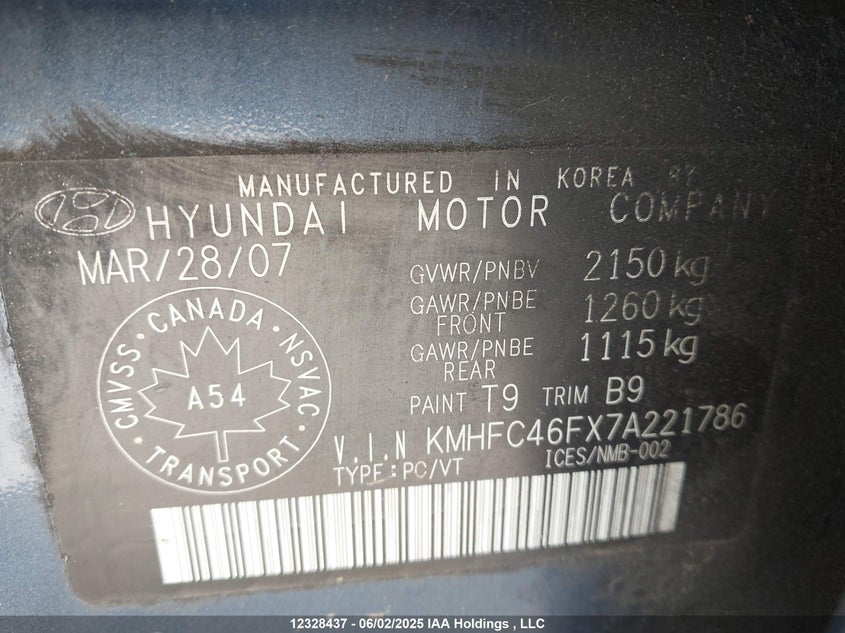 MANUFACTURED IN KOREA BY
HYUNDAI MOTOR COMPANY
MAR/28/07
GVWR/PNBV 2150 kg
GAWR/PNBE FRONT 1260 kg
GAWR/PNBE REAR 1115 kg
PAINT T9 TRIM B9
CANADA · NSVAC · TRANSPORT · CMVSS ·
A54
V.I.N KMHFC46FX7A221786
TYPE:PC/VT ICES/NMB-002
12328437 - 06/02/2025 IAA Holdings , LLC